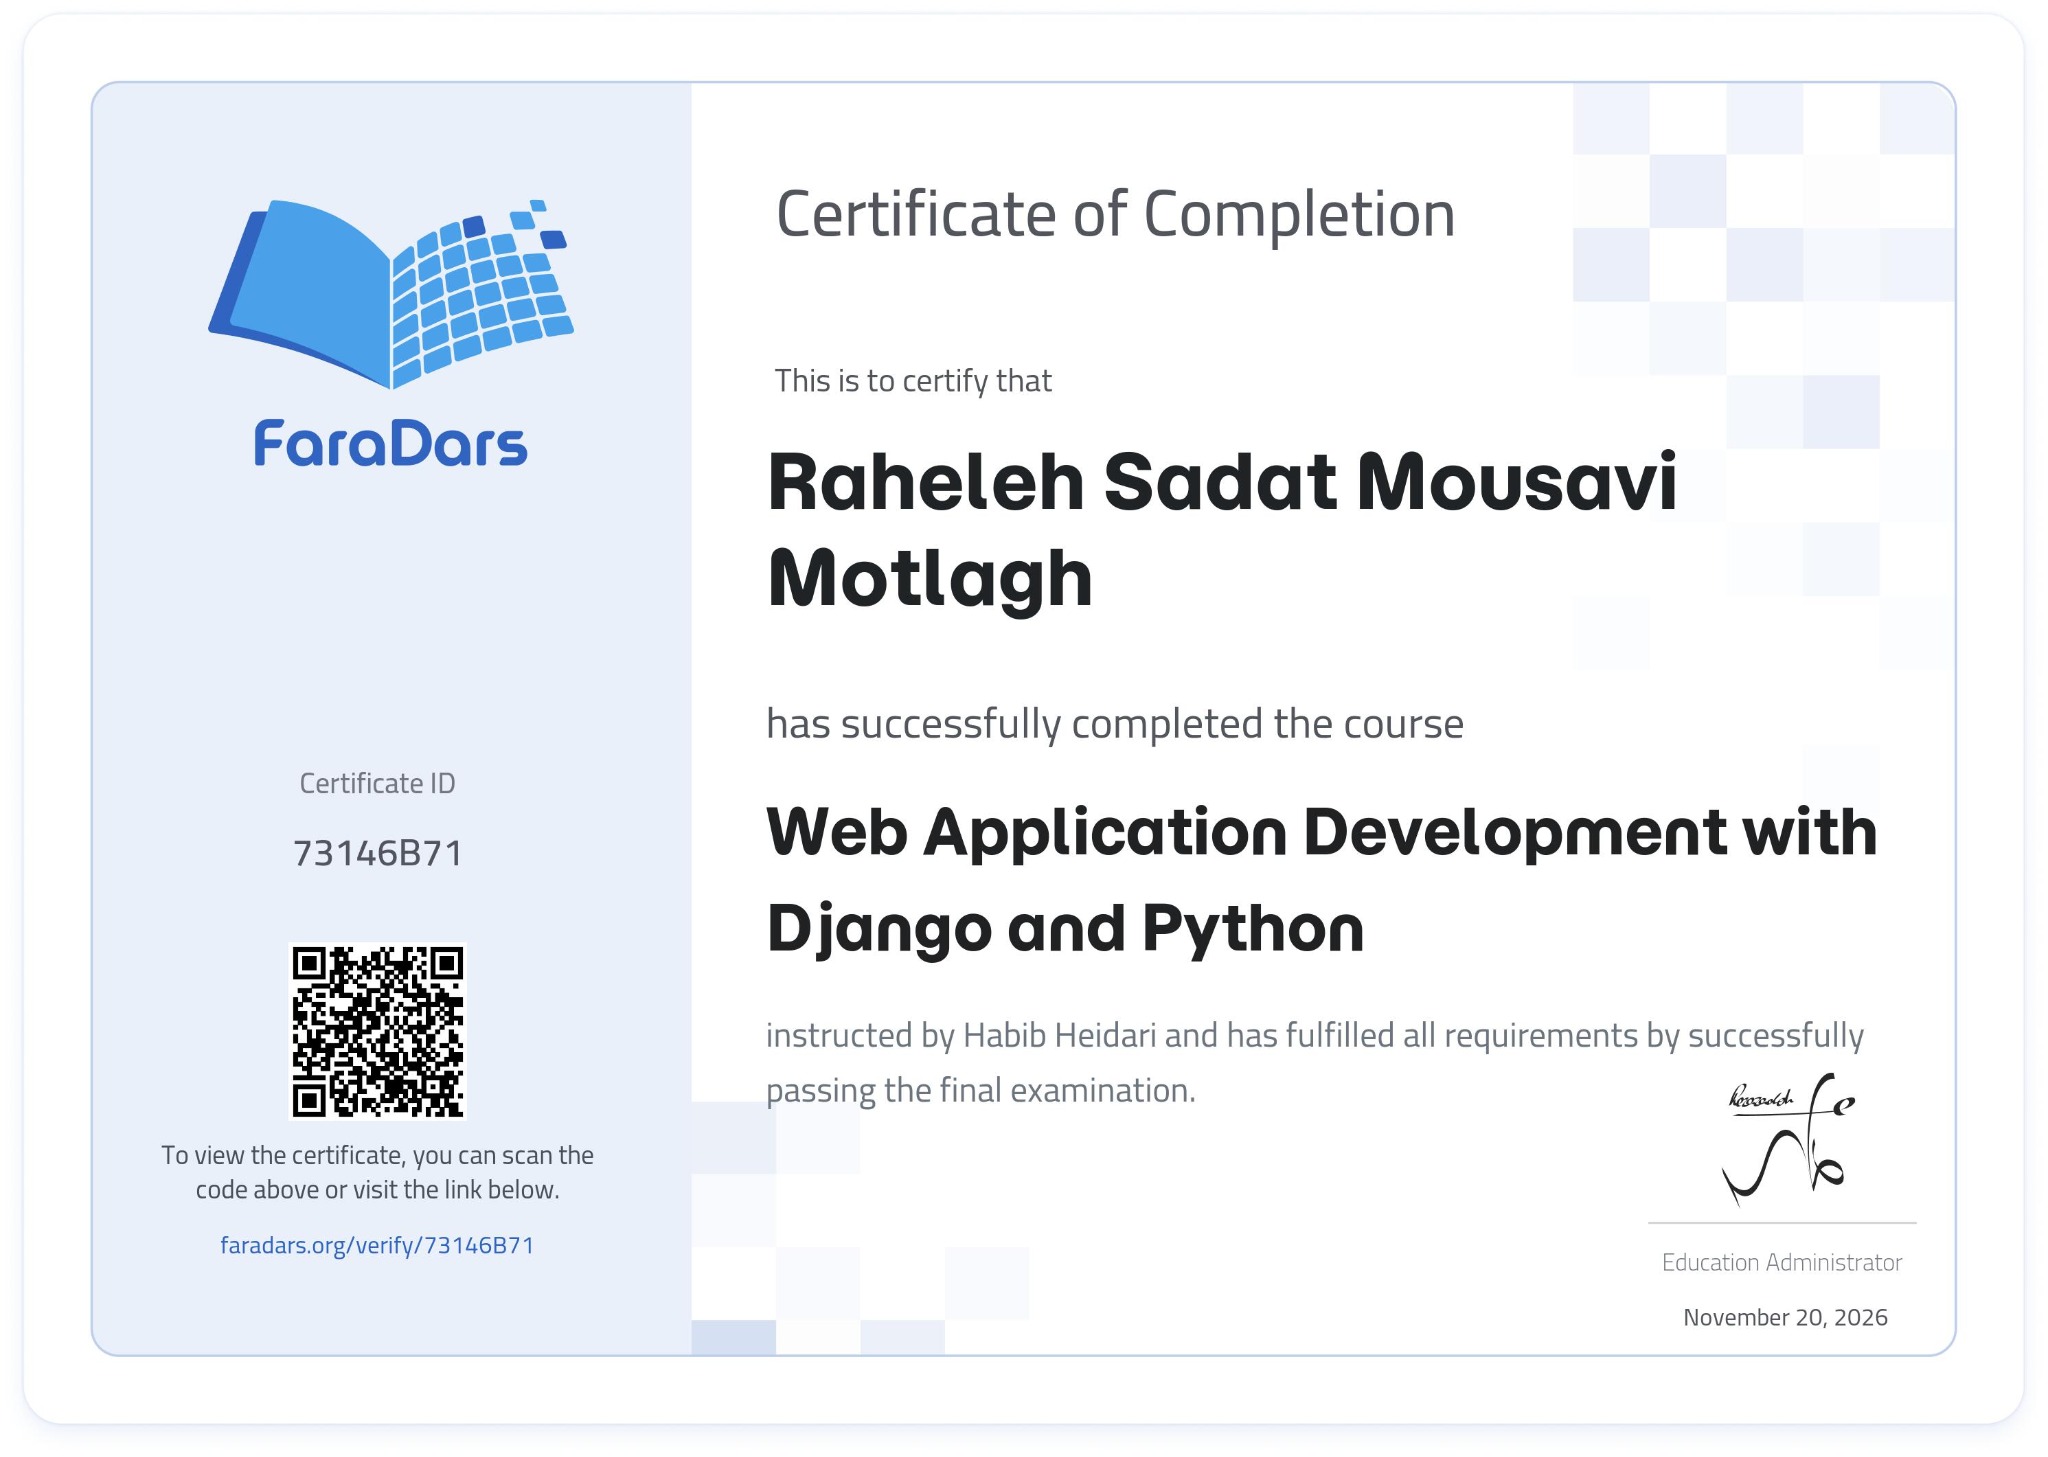 FaraDars
Certificate ID
73146B71
To view the certificate, you can scan the
code above or visit the link below.
faradars.org/verify/73146B71
Certificate of Completion
This is to certify that
Raheleh Sadat Mousavi
Motlagh
has successfully completed the course
Web Application Development with
Django and Python
instructed by Habib Heidari and has fulfilled all requirements by successfully
passing the final examination.
Education Administrator
November 20, 2026